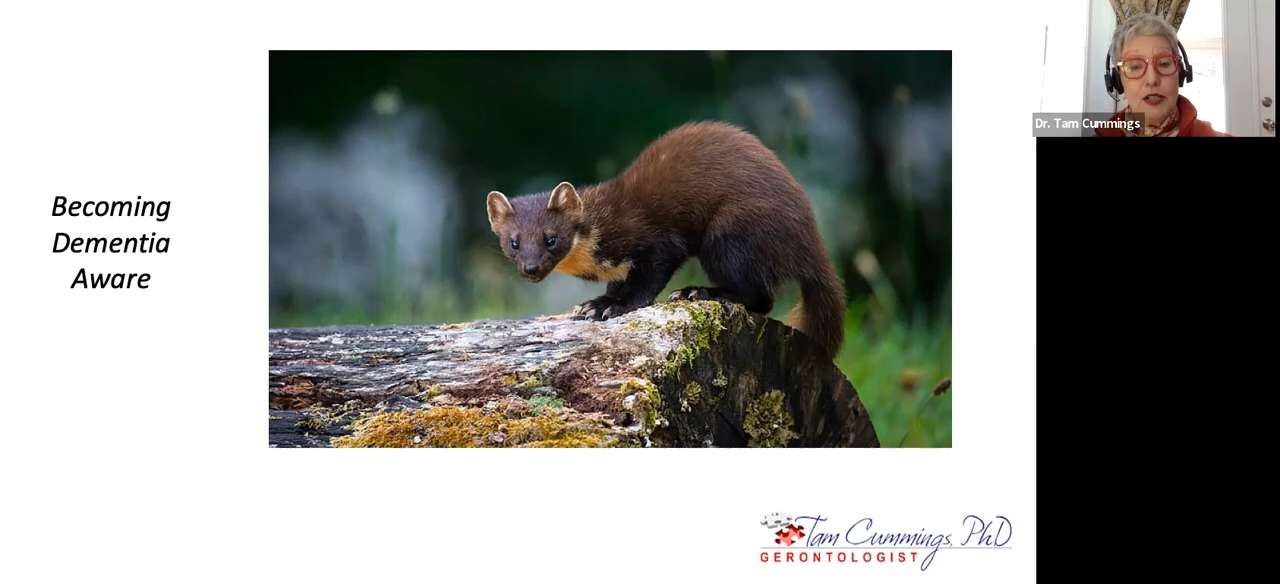 Becoming
Dementia
Aware
Dr. Tam Cummings
Tam Cummings, PhD
GERONTOLOGIST